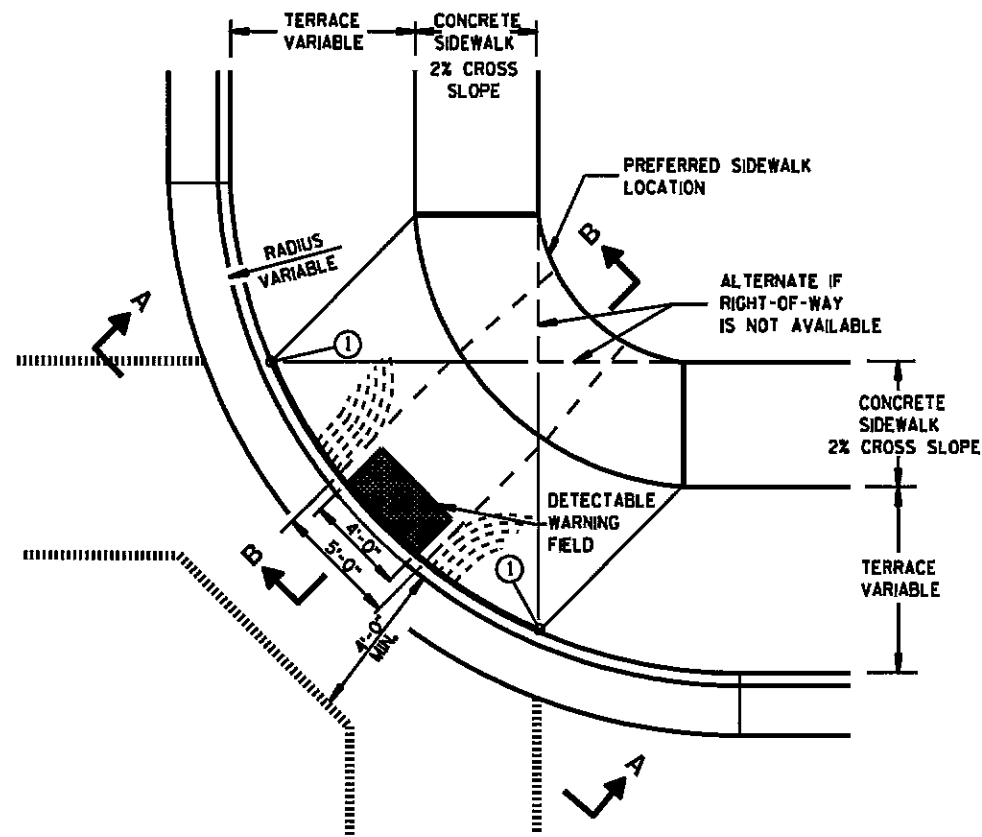 TERRACE
VARIABLE
CONCRETE
SIDEWALK
2% CROSS
SLOPE
PREFERRED SIDEWALK
LOCATION
B
RADIUS
VARIABLE
ALTERNATE IF
RIGHT-OF-WAY
IS NOT AVAILABLE
A
1
CONCRETE
SIDEWALK
2% CROSS SLOPE
DETECTABLE
WARNING
FIELD
4'-0"
5'-0"
B
1
TERRACE
VARIABLE
4'-0"
MIN.
A